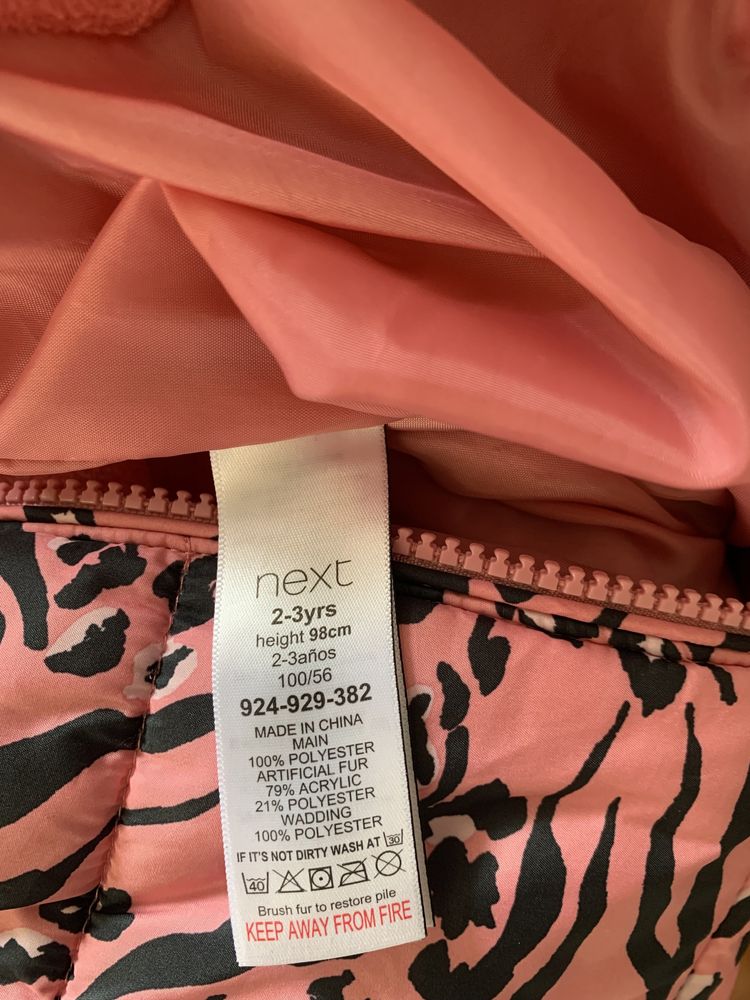 next
2-3yrs
height 98cm
2-3años
100/56
924-929-382
MADE IN CHINA
MAIN
100% POLYESTER
ARTIFICIAL FUR
79% ACRYLIC
21% POLYESTER
WADDING
100% POLYESTER
IF IT'S NOT DIRTY WASH AT 30
40
Brush fur to restore pile
KEEP AWAY FROM FIRE